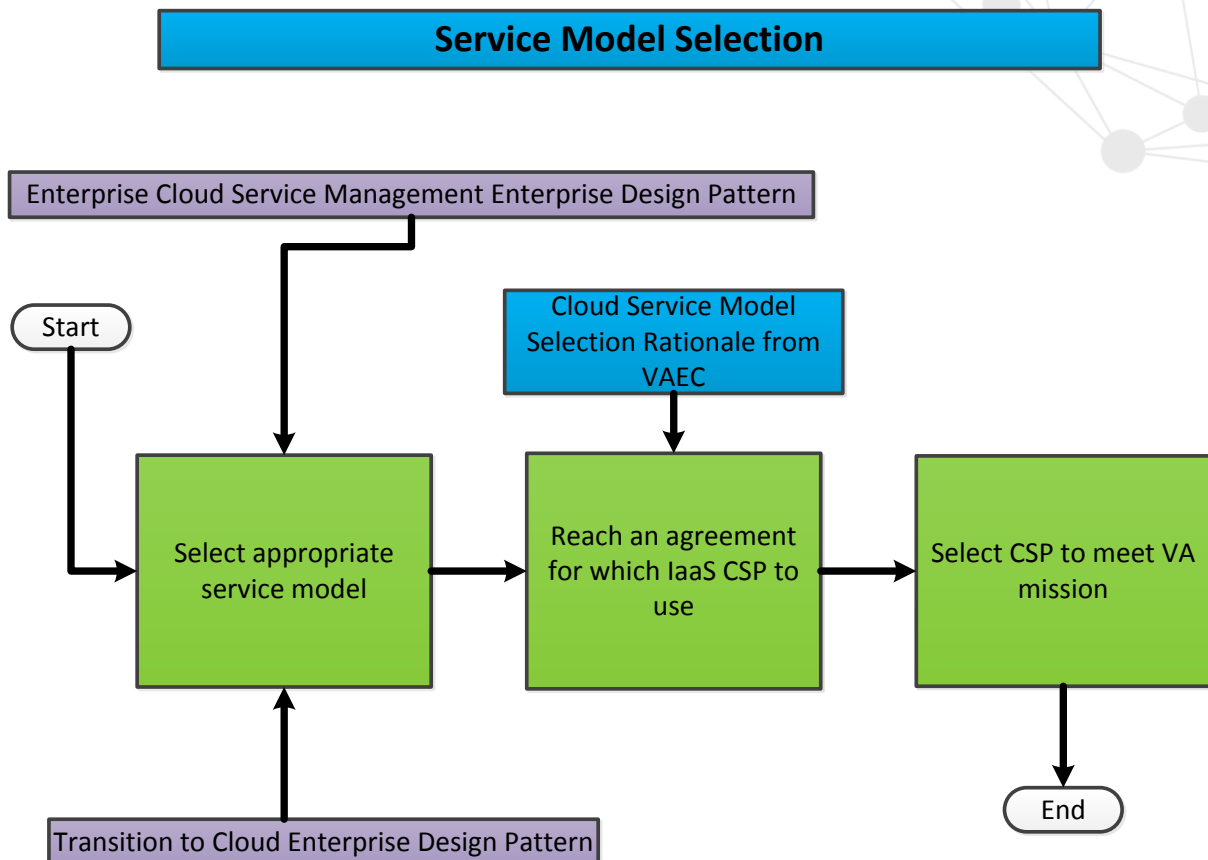 Service Model Selection
Enterprise Cloud Service Management Enterprise Design Pattern
Start
Cloud Service Model
Selection Rationale from
VAEC
Select appropriate
service model
Reach an agreement
for which IaaS CSP to
use
Select CSP to meet VA
mission
End
Transition to Cloud Enterprise Design Pattern